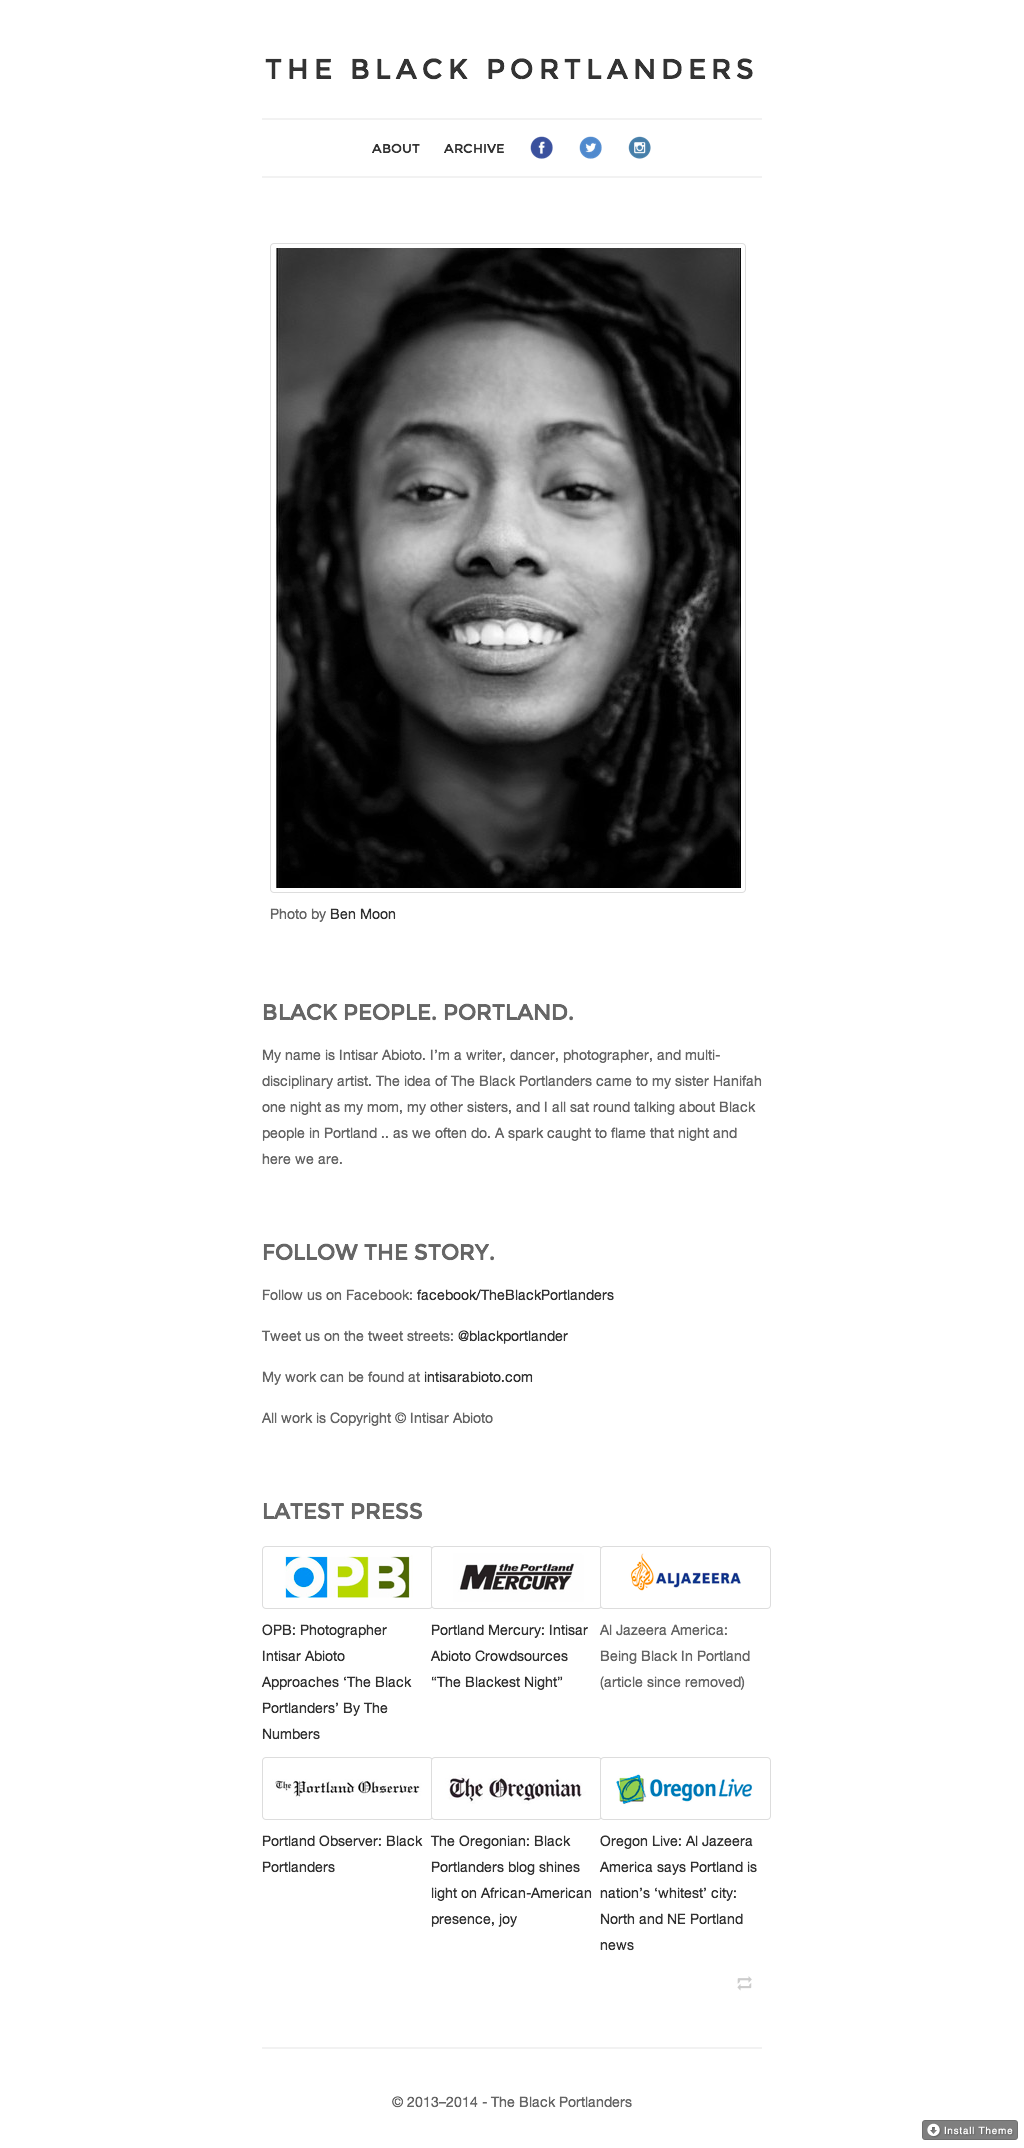 THE BLACK PORTLANDERS
ABOUT ARCHIVE
Photo by Ben Moon
BLACK PEOPLE. PORTLAND.
My name is Intisar Abioto. I'm a writer, dancer, photographer, and multi-
disciplinary artist. The idea of The Black Portlanders came to my sister Hanifah
one night as my mom, my other sisters, and I all sat round talking about Black
people in Portland .. as we often do. A spark caught to flame that night and
here we are.
FOLLOW THE STORY.
Follow us on Facebook: facebook/TheBlackPortlanders
Tweet us on the tweet streets: @blackportlander
My work can be found at intisarabioto.com
All work is Copyright © Intisar Abioto
LATEST PRESS
OPB
OPB: Photographer
Intisar Abioto
Approaches ‘The Black
Portlanders’ By The
Numbers
the Portland
MERCURY
Portland Mercury: Intisar
Abioto Crowdsources
“The Blackest Night”
ALJAZEERA
Al Jazeera America:
Being Black In Portland
(article since removed)
The Portland Observer
Portland Observer: Black
Portlanders
The Oregonian
The Oregonian: Black
Portlanders blog shines
light on African-American
presence, joy
Oregon Live
Oregon Live: Al Jazeera
America says Portland is
nation’s ‘whitest’ city:
North and NE Portland
news
© 2013–2014 - The Black Portlanders
Install Theme